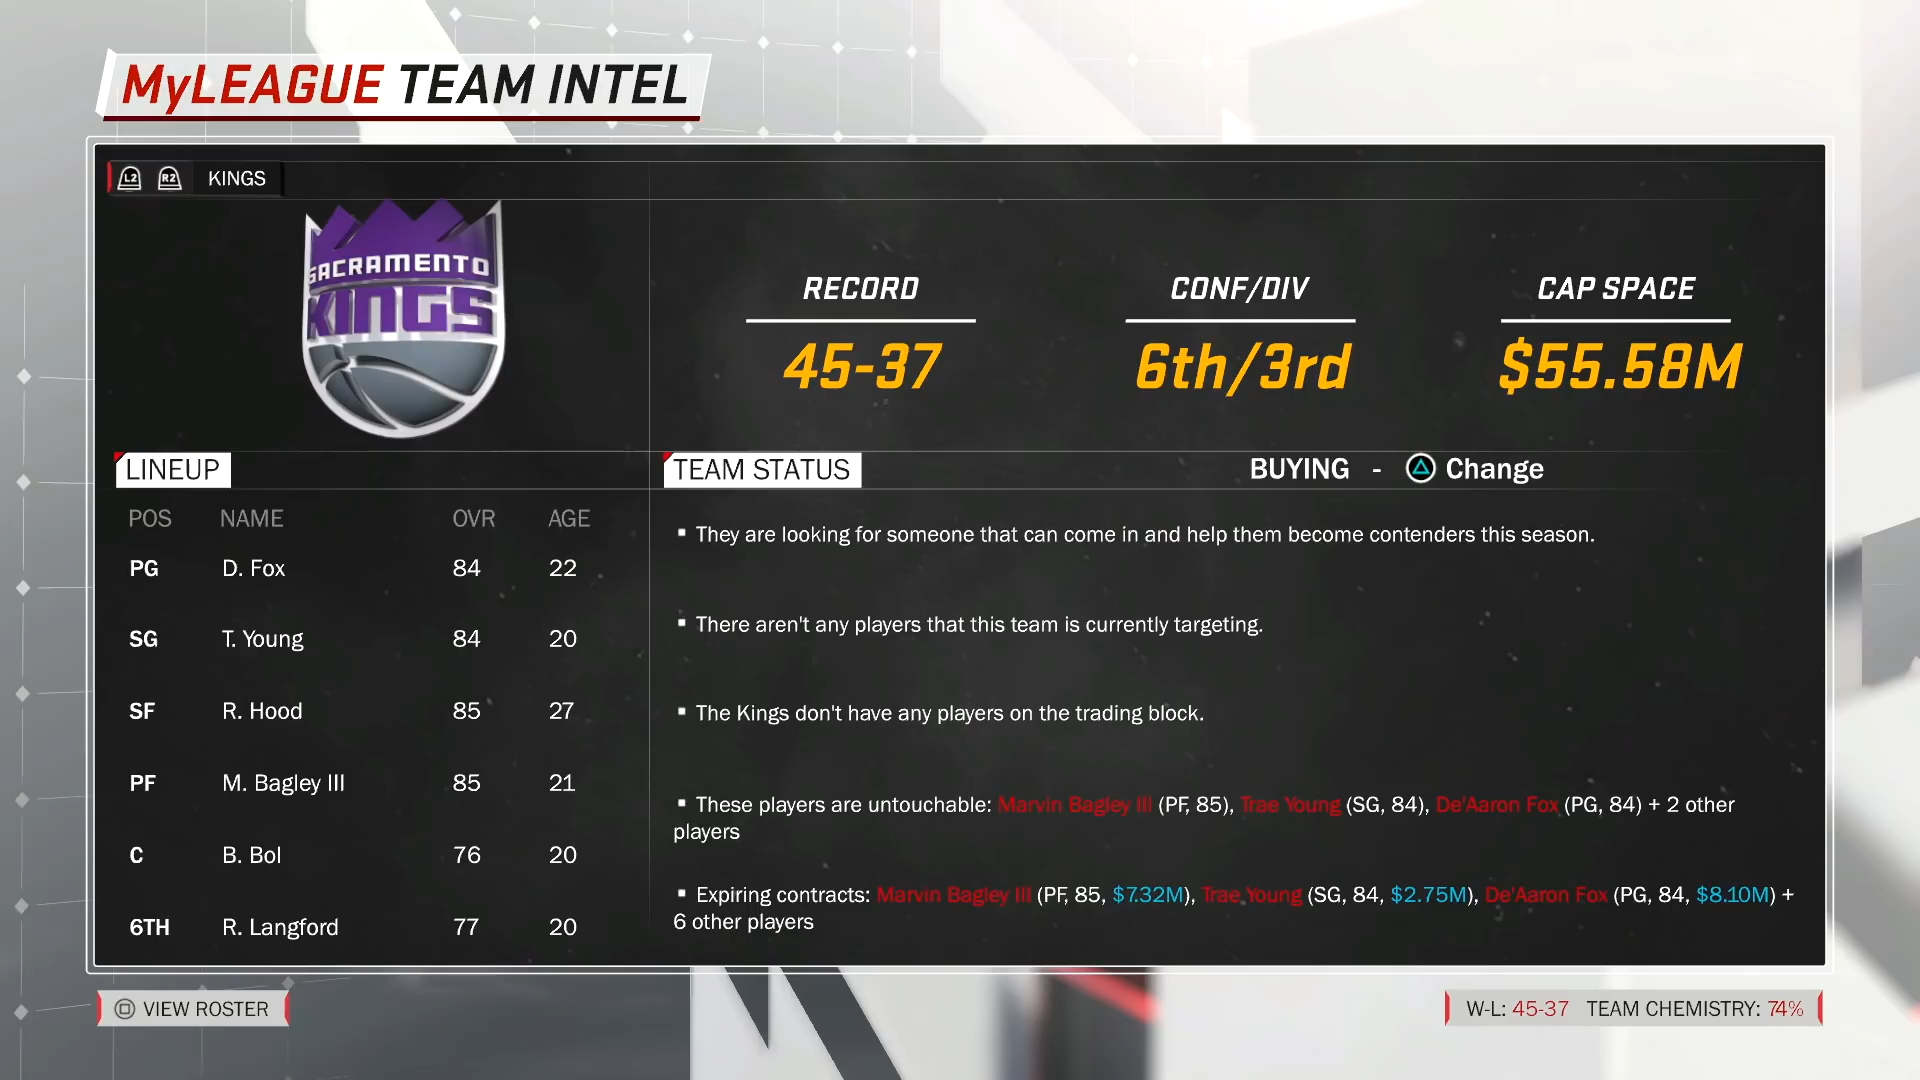 MyLEAGUE TEAM INTEL
L2 R2 KINGS
SACRAMENTO
KINGS
RECORD
45-37
CONF/DIV
6th/3rd
CAP SPACE
$55.58M
LINEUP
POS NAME OVR AGE
PG D. Fox 84 22
SG T. Young 84 20
SF R. Hood 85 27
PF M. Bagley III 85 21
C B. Bol 76 20
6TH R. Langford 77 20
TEAM STATUS BUYING - Change
▪ They are looking for someone that can come in and help them become contenders this season.
▪ There aren't any players that this team is currently targeting.
▪ The Kings don't have any players on the trading block.
▪ These players are untouchable: Marvin Bagley III (PF, 85), Trae Young (SG, 84), De'Aaron Fox (PG, 84) + 2 other
players
▪ Expiring contracts: Marvin Bagley III (PF, 85, $7.32M), Trae Young (SG, 84, $2.75M), De'Aaron Fox (PG, 84, $8.10M) +
6 other players
VIEW ROSTER
W-L: 45-37 TEAM CHEMISTRY: 74%